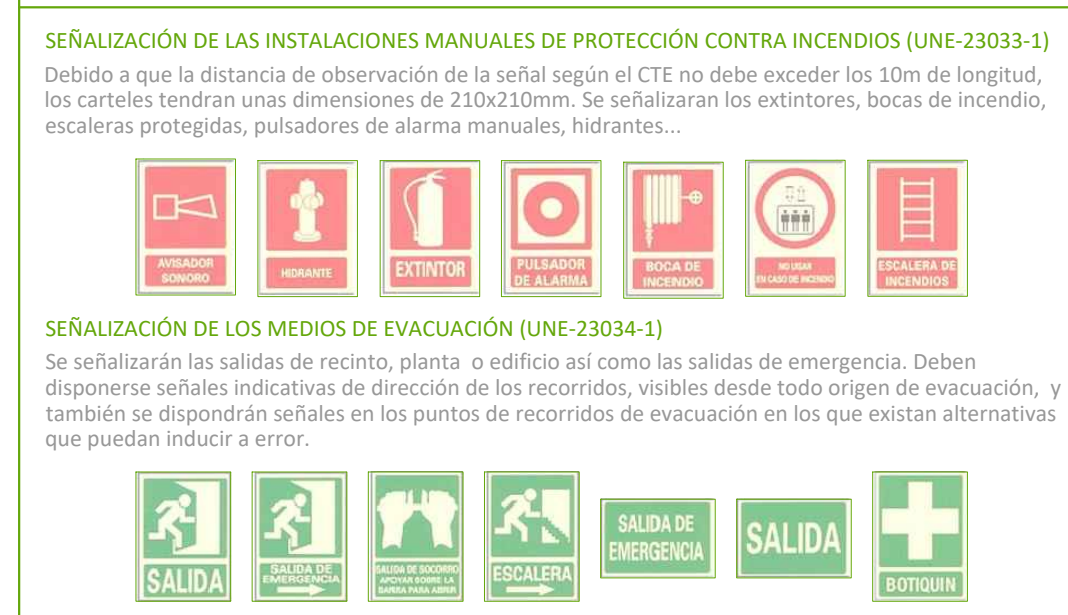 SEÑALIZACIÓN DE LAS INSTALACIONES MANUALES DE PROTECCIÓN CONTRA INCENDIOS (UNE-23033-1)
Debido a que la distancia de observación de la señal según el CTE no debe exceder los 10m de longitud,
los carteles tendran unas dimensiones de 210x210mm. Se señalizaran los extintores, bocas de incendio,
escaleras protegidas, pulsadores de alarma manuales, hidrantes...
AVISADOR
SONORO
HIDRANTE
EXTINTOR
PULSADOR
DE ALARMA
BOCA DE
INCENDIO
NO USAR
EN CASO DE INCENDIO
ESCALERA DE
INCENDIOS
SEÑALIZACIÓN DE LOS MEDIOS DE EVACUACIÓN (UNE-23034-1)
Se señalizarán las salidas de recinto, planta o edificio así como las salidas de emergencia. Deben
disponerse señales indicativas de dirección de los recorridos, visibles desde todo origen de evacuación, y
también se dispondrán señales en los puntos de recorridos de evacuación en los que existan alternativas
que puedan inducir a error.
SALIDA
SALIDA DE
EMERGENCIA
SALIDA DE SOCORRO
APOYAR SOBRE LA
BARRA PARA ABRIR
ESCALERA
SALIDA DE
EMERGENCIA
SALIDA
BOTIQUIN